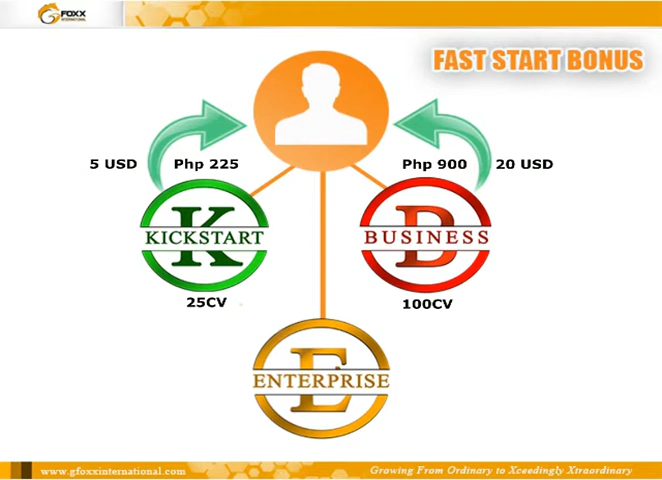 GFOXX
INTERNATIONAL
FAST START BONUS
5 USD
Php 225
Php 900
20 USD
K
KICKSTART
B
BUSINESS
25CV
100CV
E
ENTERPRISE
www.gfoxxinternational.com
Growing From Ordinary to Xceedingly Xtraordinary